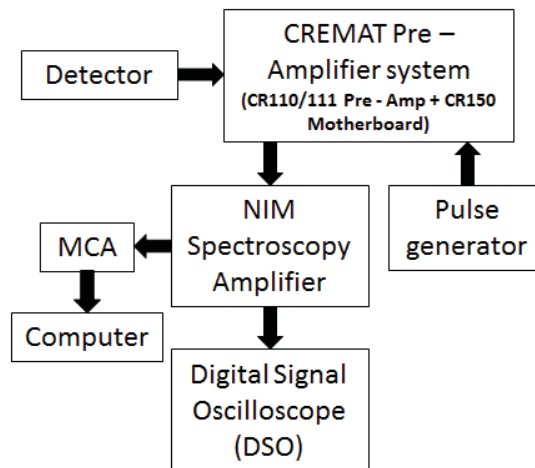 CREMAT Pre –
Amplifier system
(CR110/111 Pre - Amp + CR150
Motherboard)
Detector
NIM
Spectroscopy
Amplifier
Pulse
generator
MCA
Computer
Digital Signal
Oscilloscope
(DSO)